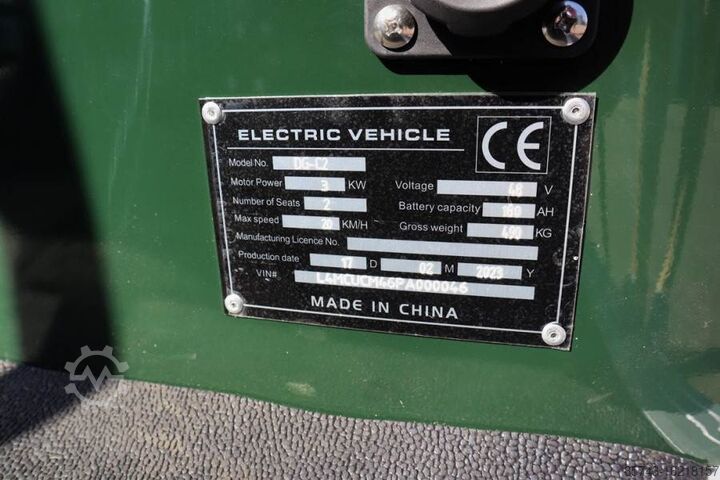 ELECTRIC VEHICLE CE
Model No. DG-C2
Motor Power 3 KW Voltage 48 V
Number of Seats 2 Battery capacity 160 AH
Max speed 20 KM/H Gross weight 490 KG
Manufacturing Licence No.
Production date 17 D 02 M 2023 Y
VIN# L4MCUCM46PA000046
MADE IN CHINA